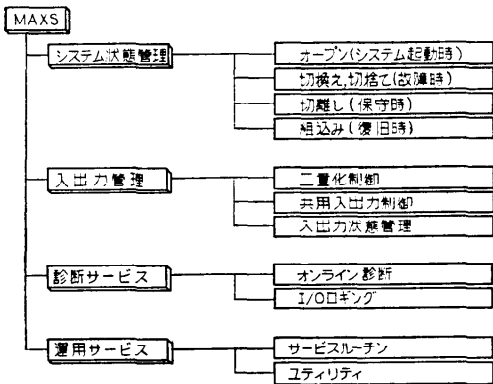 MAXS
システム状態管理
オープン(システム起動時)
切換え,切捨て(故障時)
切離し(保守時)
組込み(復旧時)
入出力管理
二重化制御
共用入出力制御
入出力状態管理
診断サービス
オンライン診断
I/Oロギング
運用サービス
サービスルーチン
ユティリティ